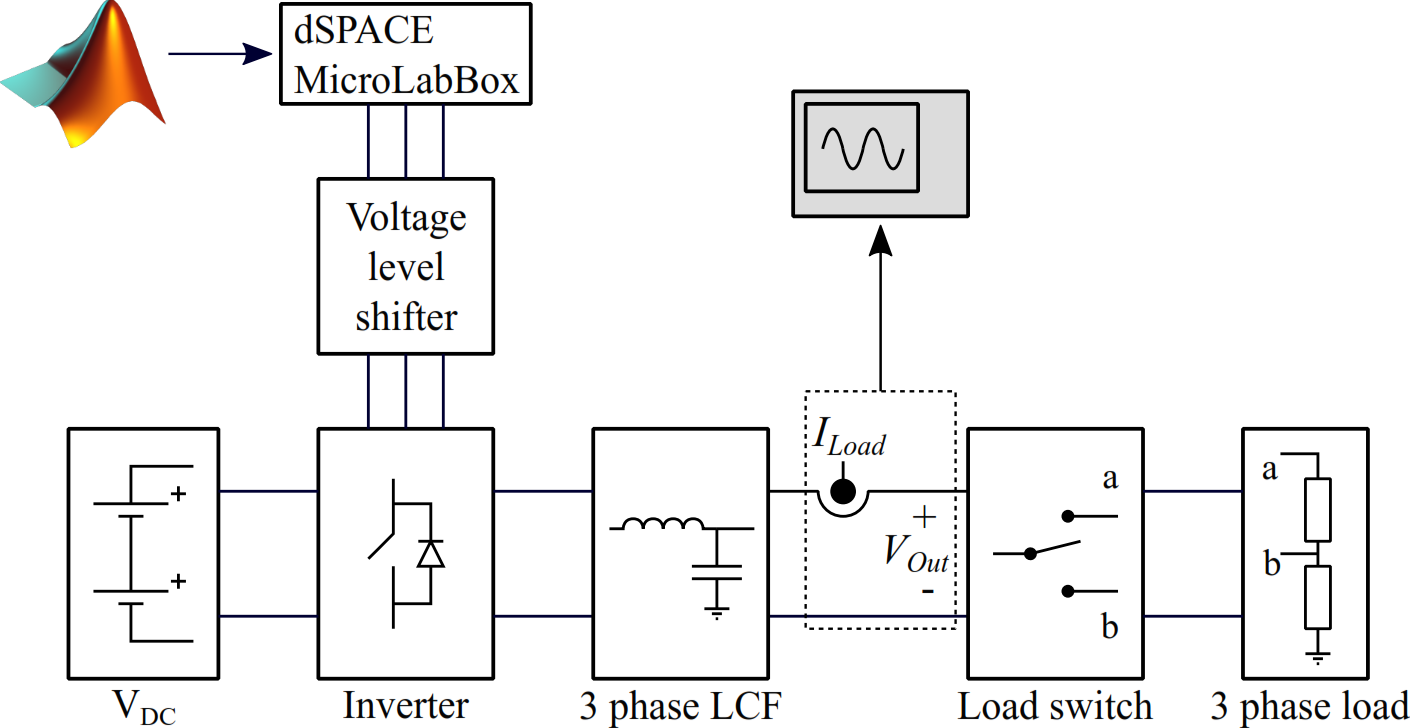 dSPACE
MicroLabBox
Voltage
level
shifter
I_Load
+
V_Out
-
+
+
a
b
a
b
V_DC
Inverter
3 phase LCF
Load switch
3 phase load